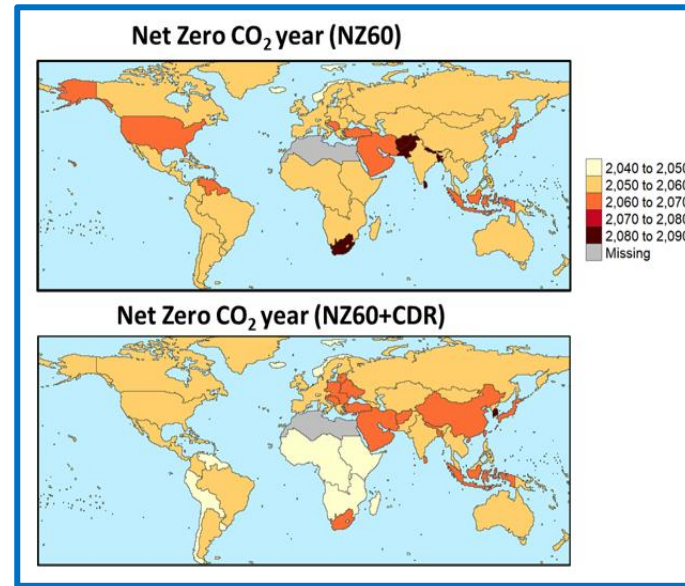 Net Zero CO₂ year (NZ60)
2,040 to 2,050
2,050 to 2,060
2,060 to 2,070
2,070 to 2,080
2,080 to 2,090
Missing
Net Zero CO₂ year (NZ60+CDR)